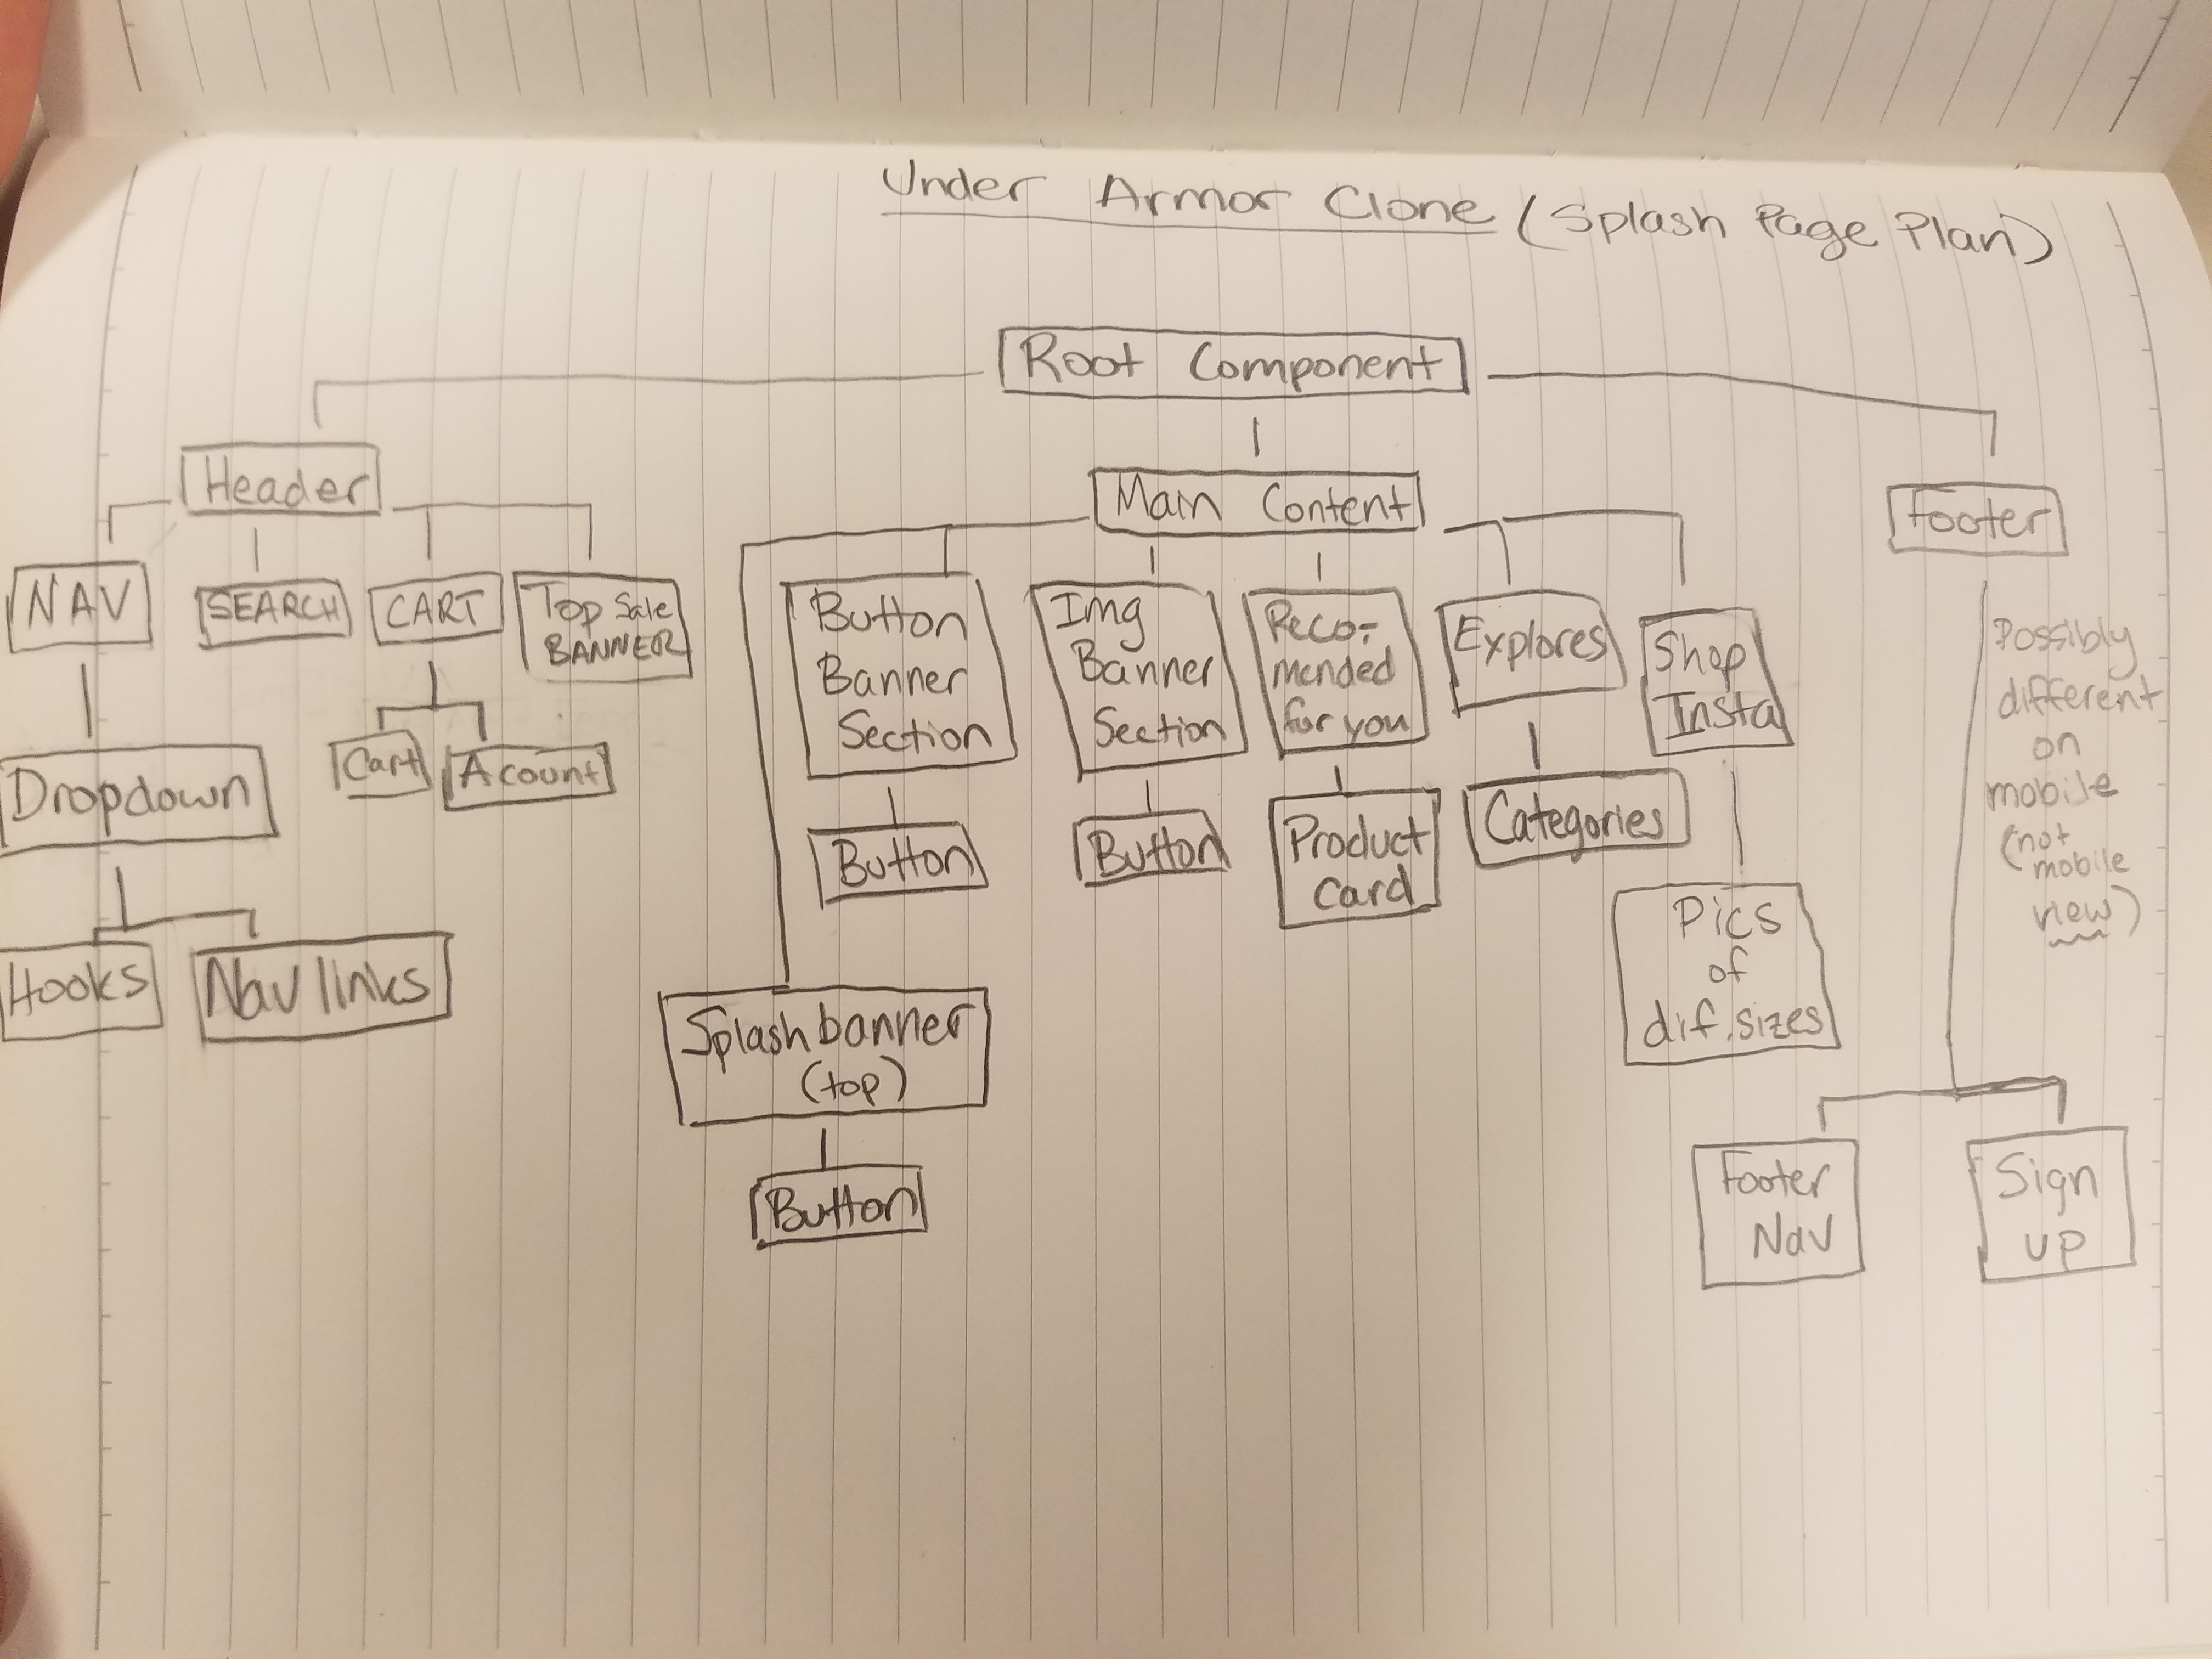 Under Armor Clone (Splash Page Plan)
Root Component
Header
Main Content
Footer
NAV
SEARCH
CART
Top Sale
BANNER
Dropdown
Cart
Acount
Hooks
Nav links
Button
Banner
Section
Button
Splash banner
(top)
Button
Img
Banner
Section
Button
Reco-
mended
for you
Product
Card
Explores
Categories
Shop
Insta
Pics
of
dif.sizes
Possibly
different
on
mobile
(not
mobile
view)
Footer
Nav
Sign
up